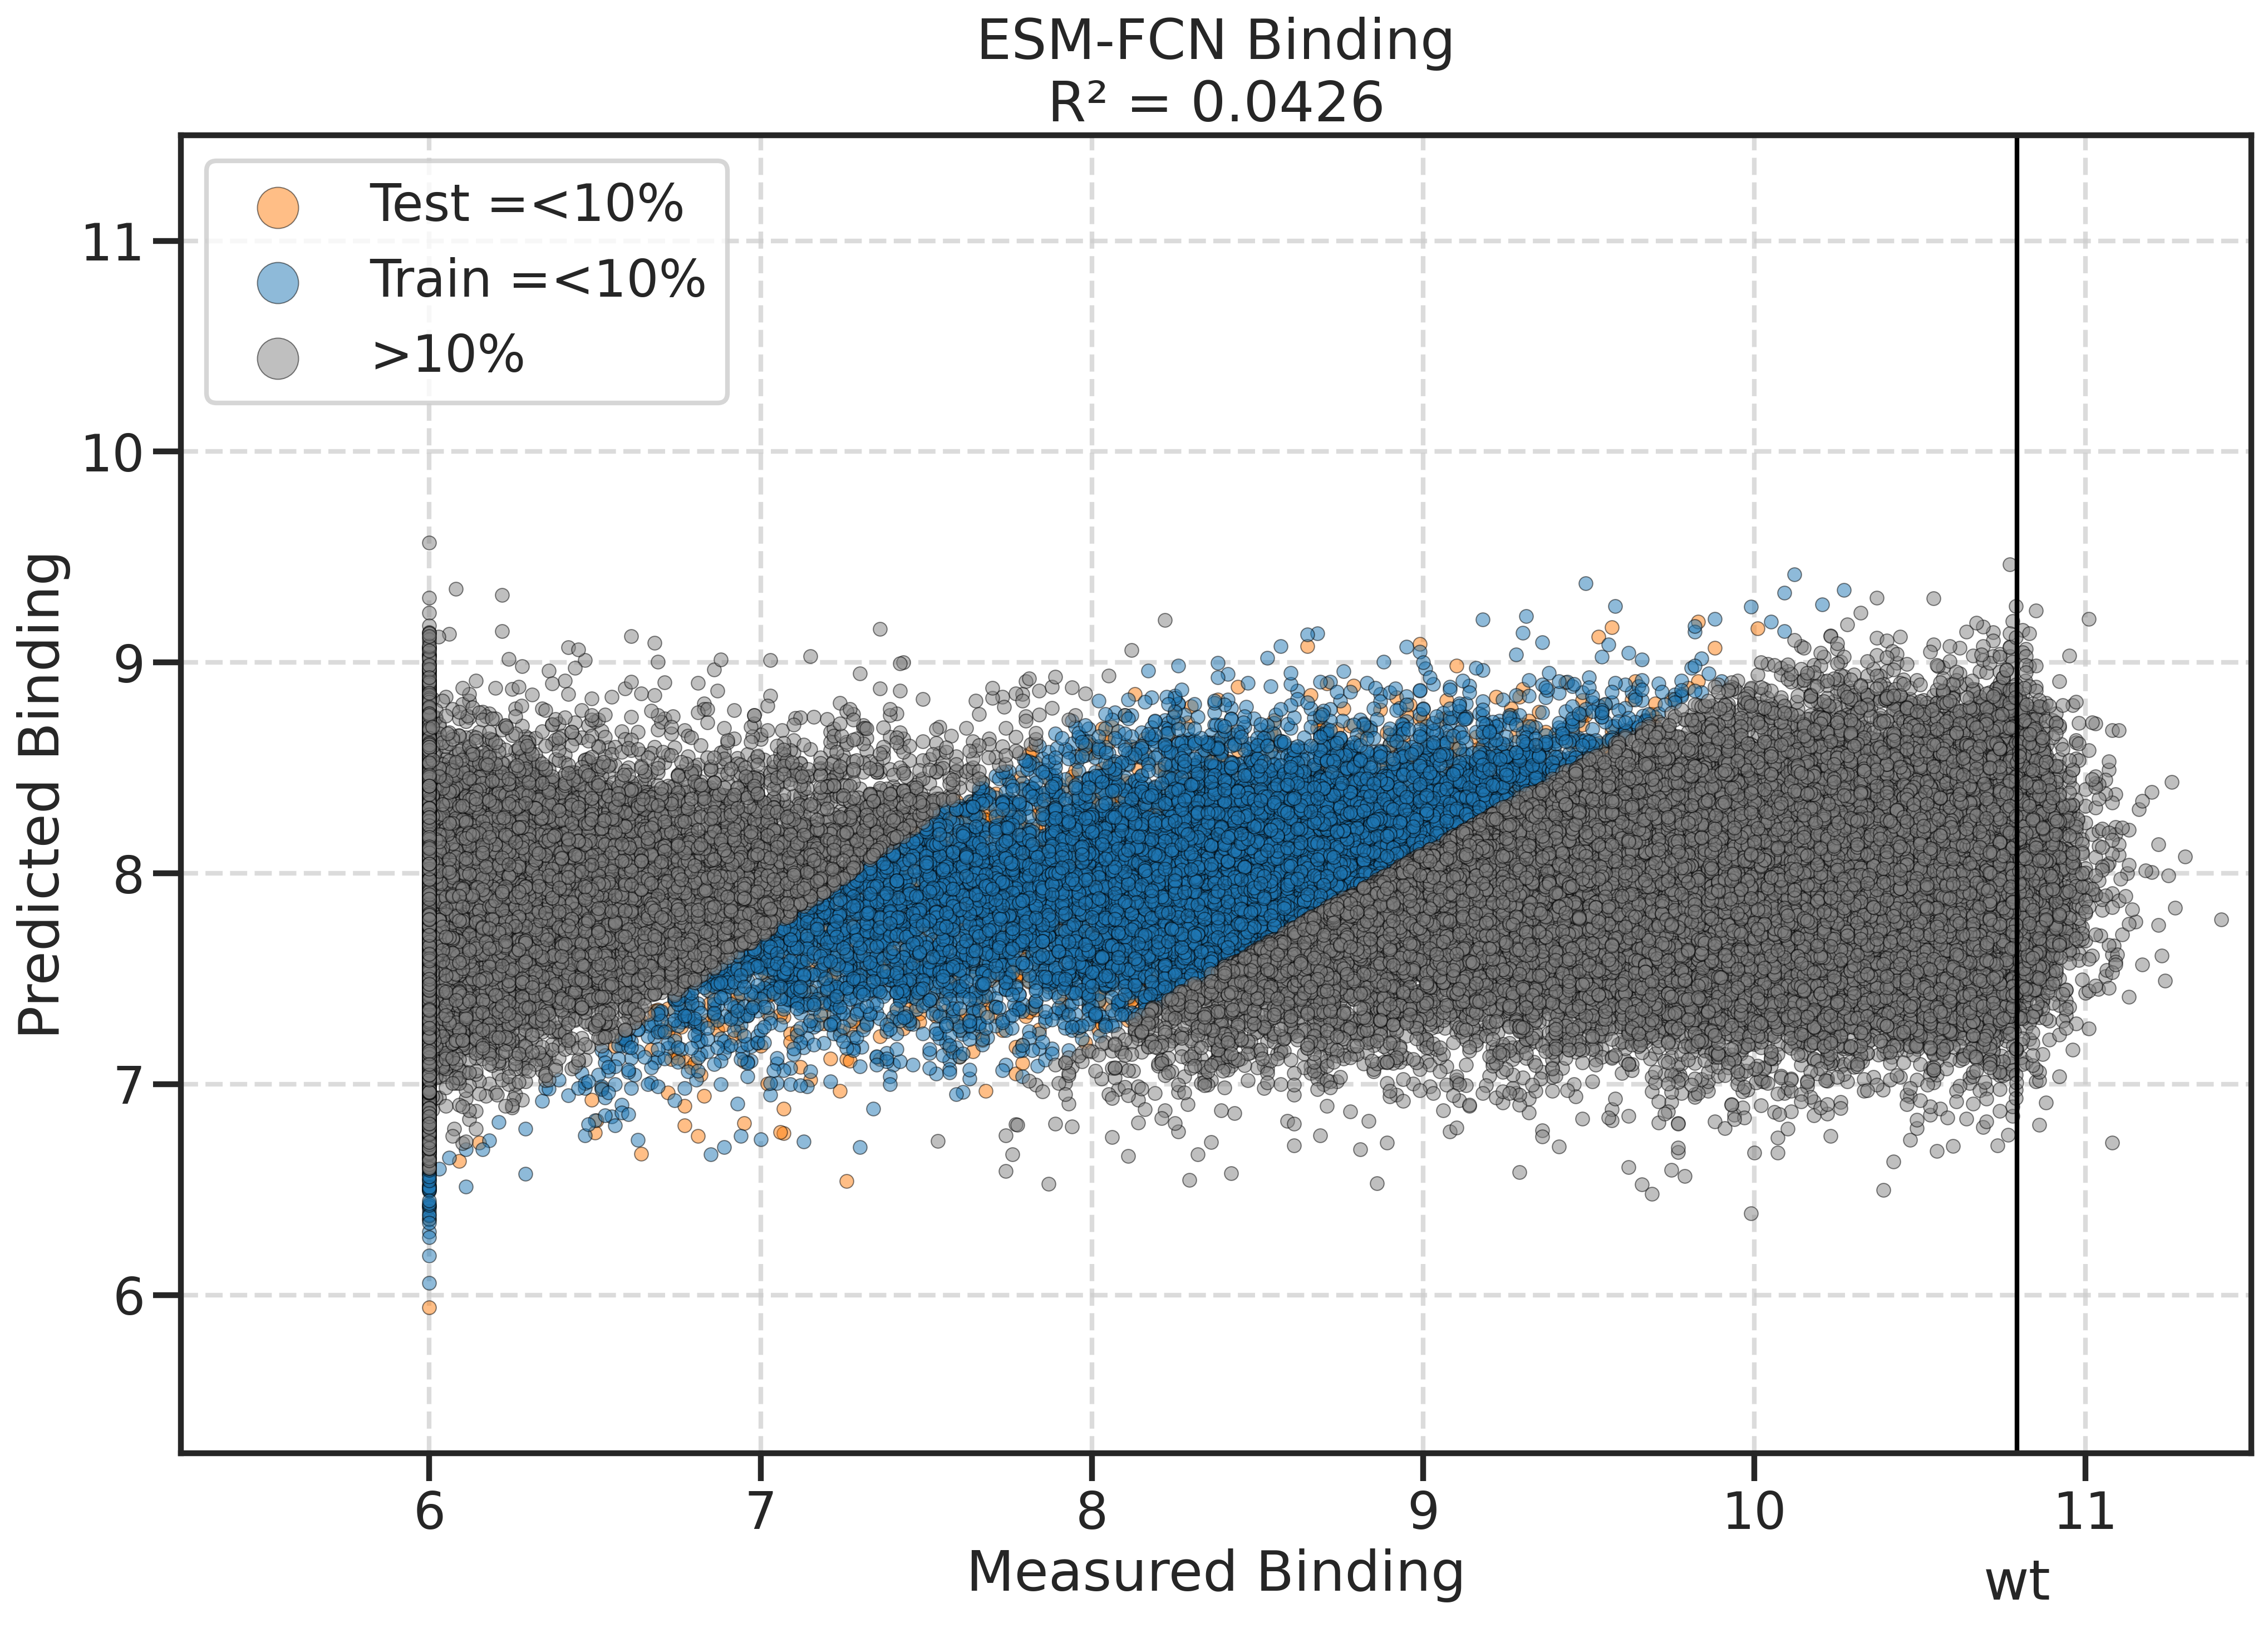 ESM-FCN Binding
R² = 0.0426
Test =<10%
Train =<10%
>10%
11
10
9
8
7
6
Predicted Binding
6 7 8 9 10 11
Measured Binding
wt